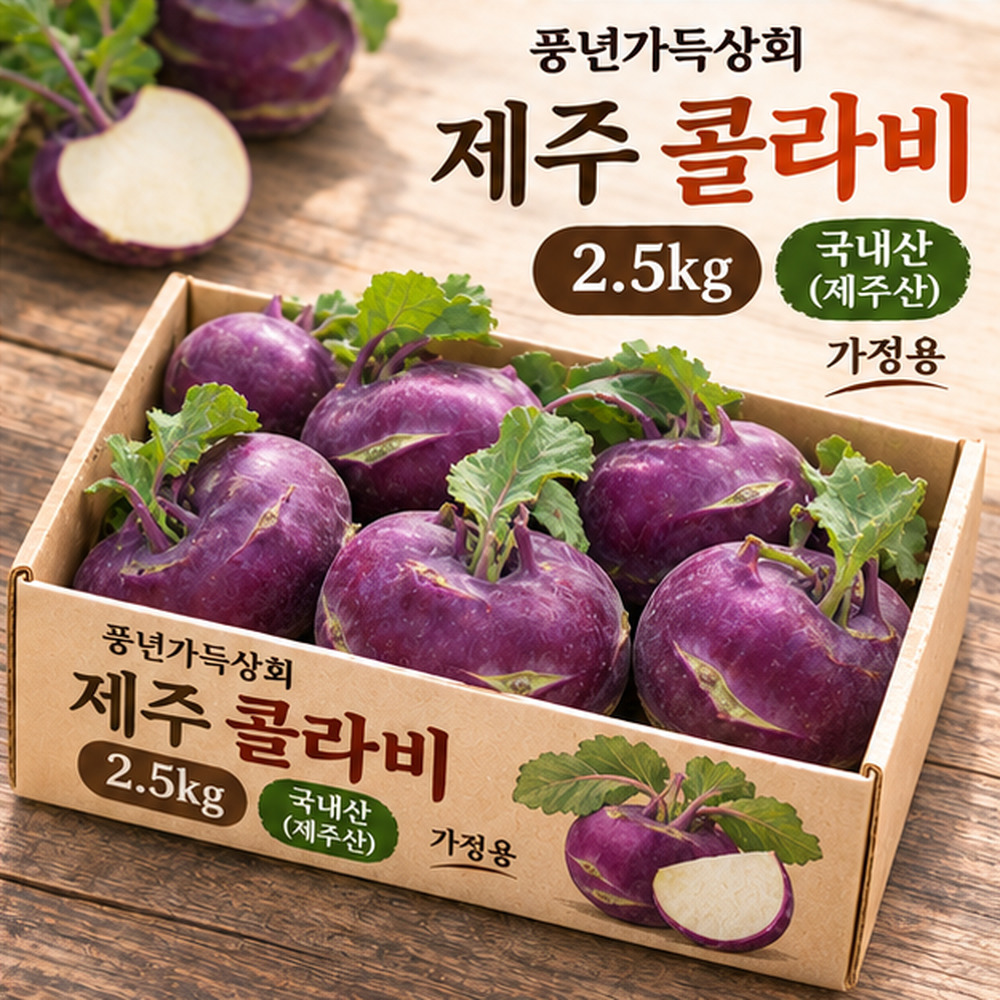 풍년가득상회
제주 콜라비
2.5kg
국내산
(제주산)
가정용
풍년가득상회
제주 콜라비
2.5kg
국내산
(제주산)
가정용